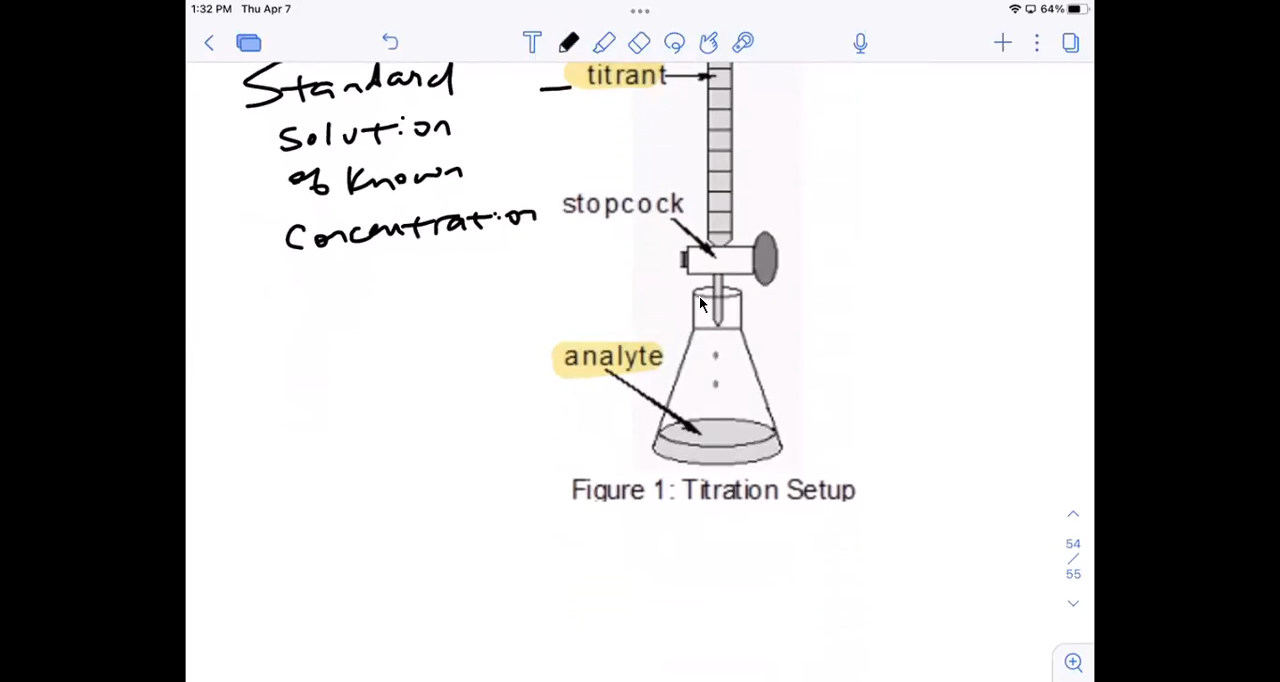 1:32 PM Thu Apr 7
64%
T
Standard – titrant
Solution
of Known
Concentration
stopcock
analyte
Figure 1: Titration Setup
54
/
55